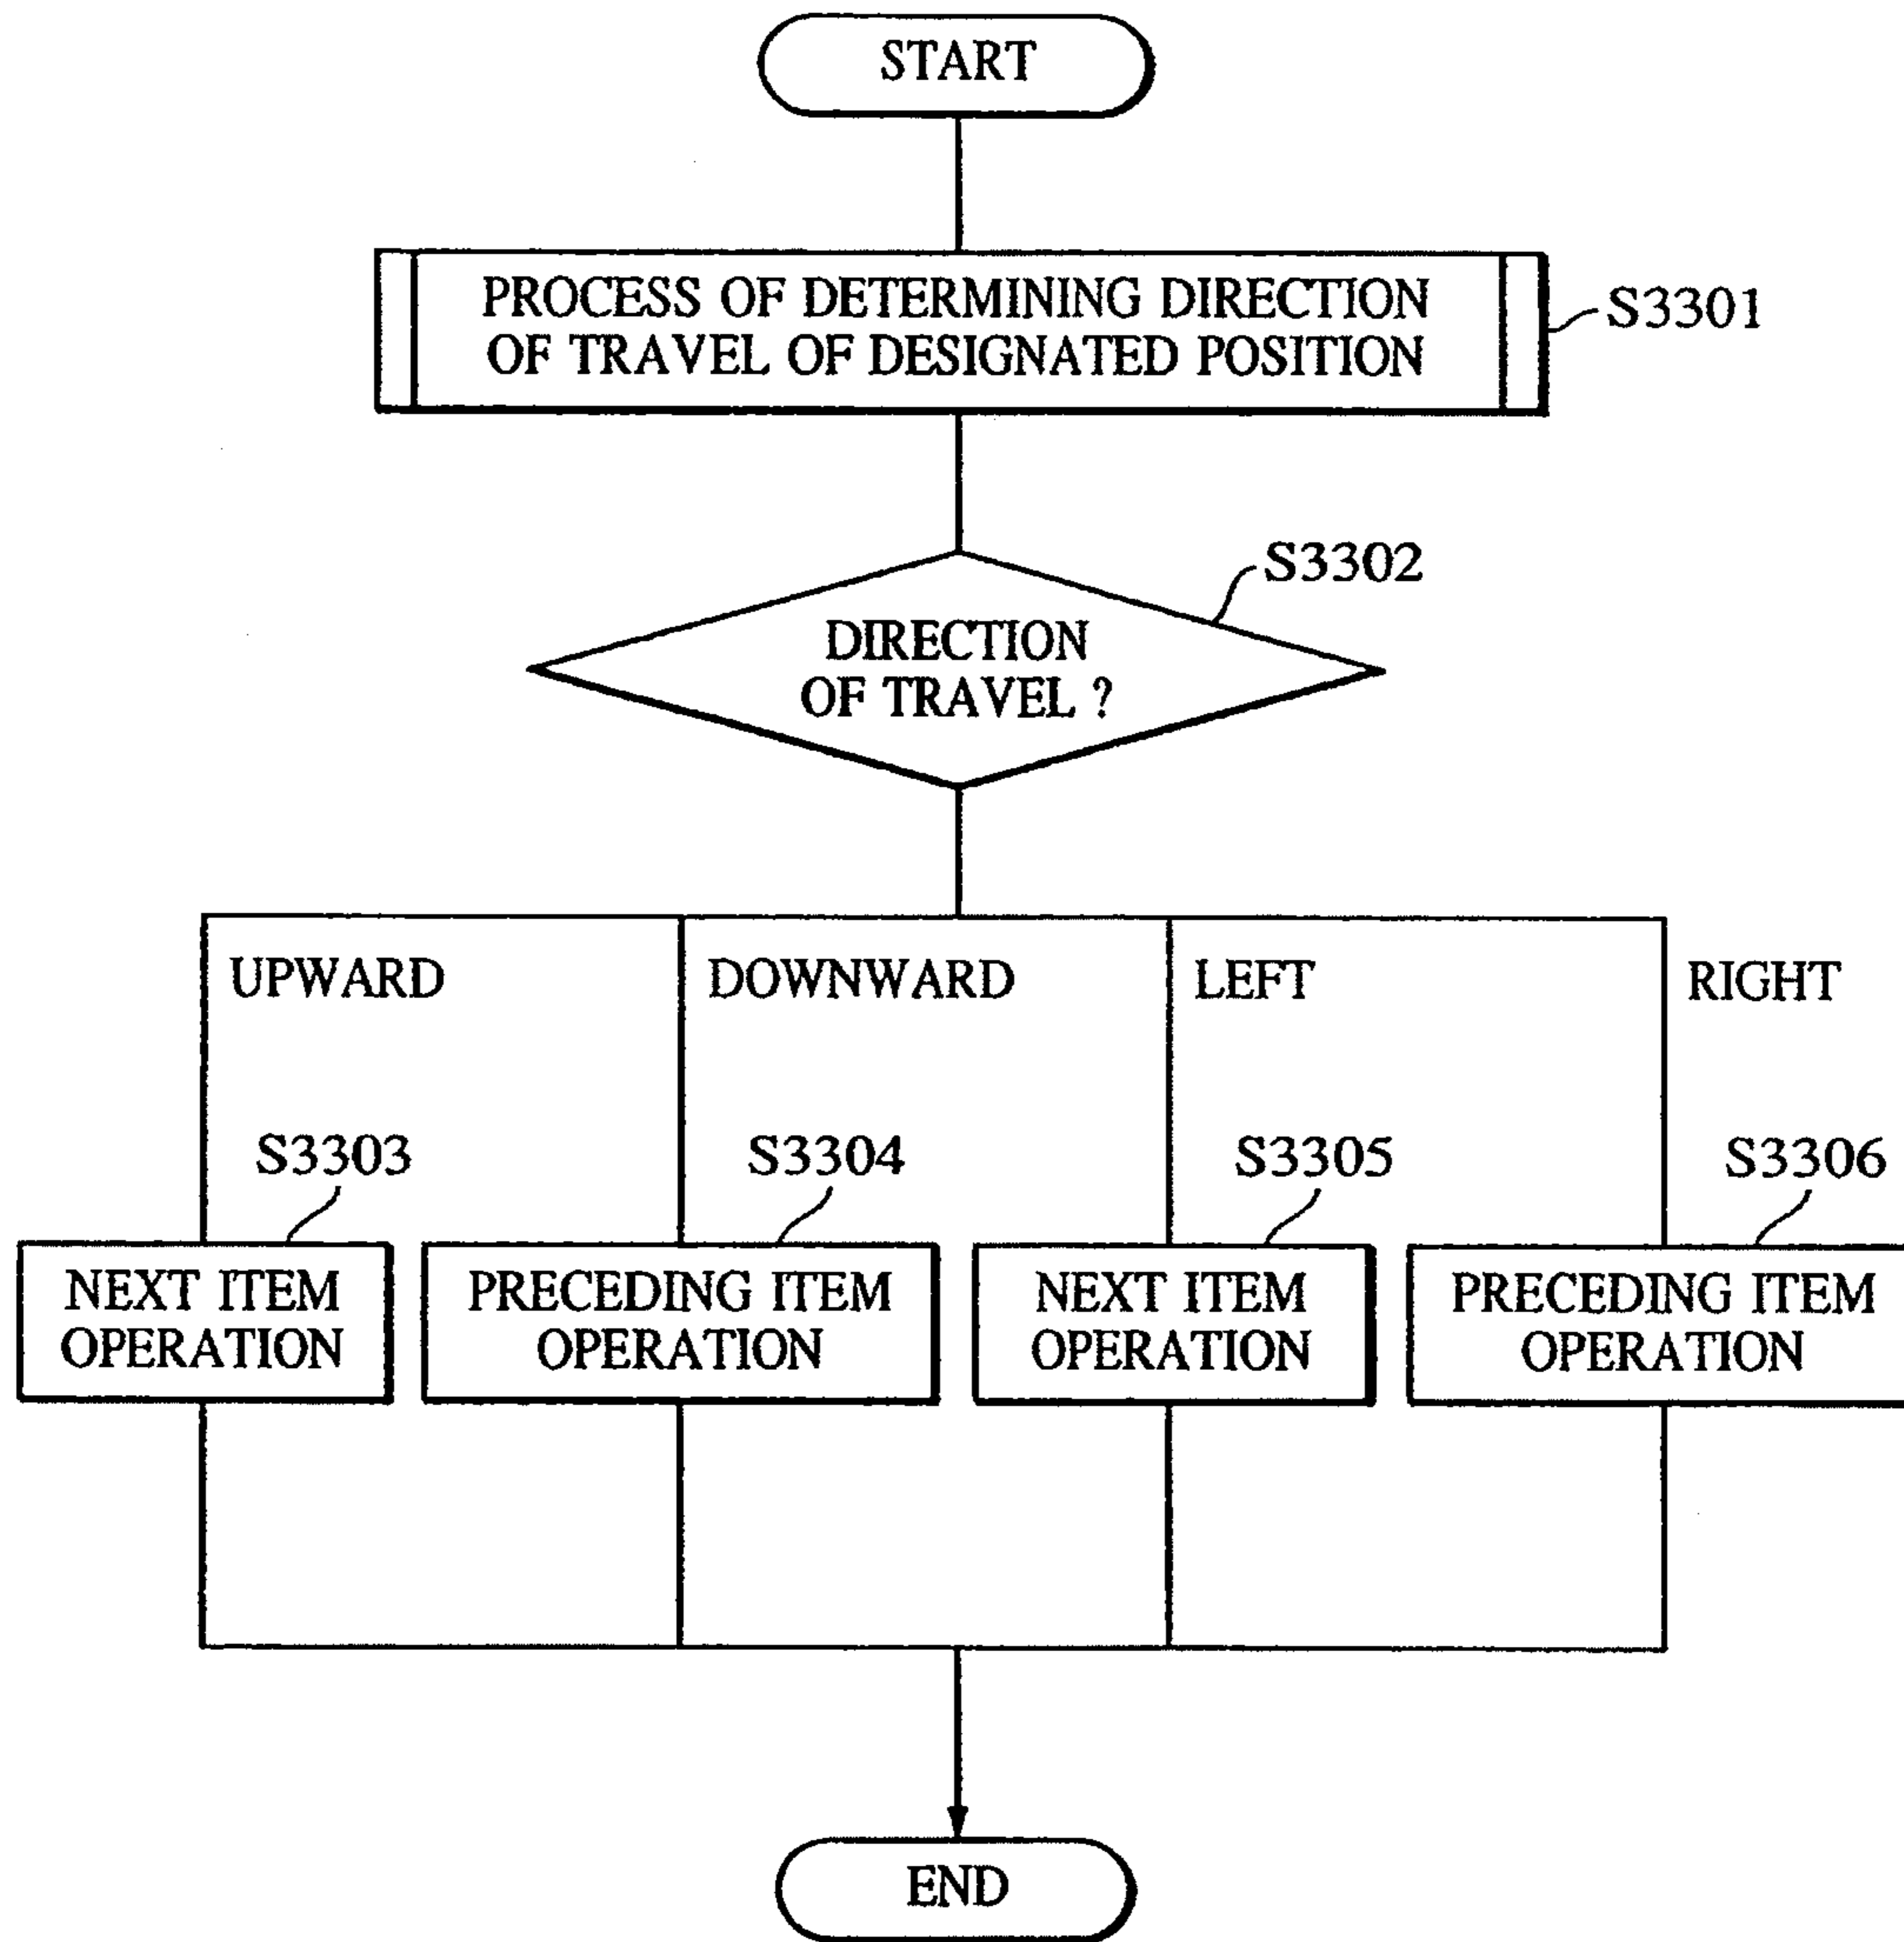 START
PROCESS OF DETERMINING DIRECTION
OF TRAVEL OF DESIGNATED POSITION
S3301
S3302
DIRECTION
OF TRAVEL ?
UPWARD
DOWNWARD
LEFT
RIGHT
S3303
S3304
S3305
S3306
NEXT ITEM
OPERATION
PRECEDING ITEM
OPERATION
NEXT ITEM
OPERATION
PRECEDING ITEM
OPERATION
END